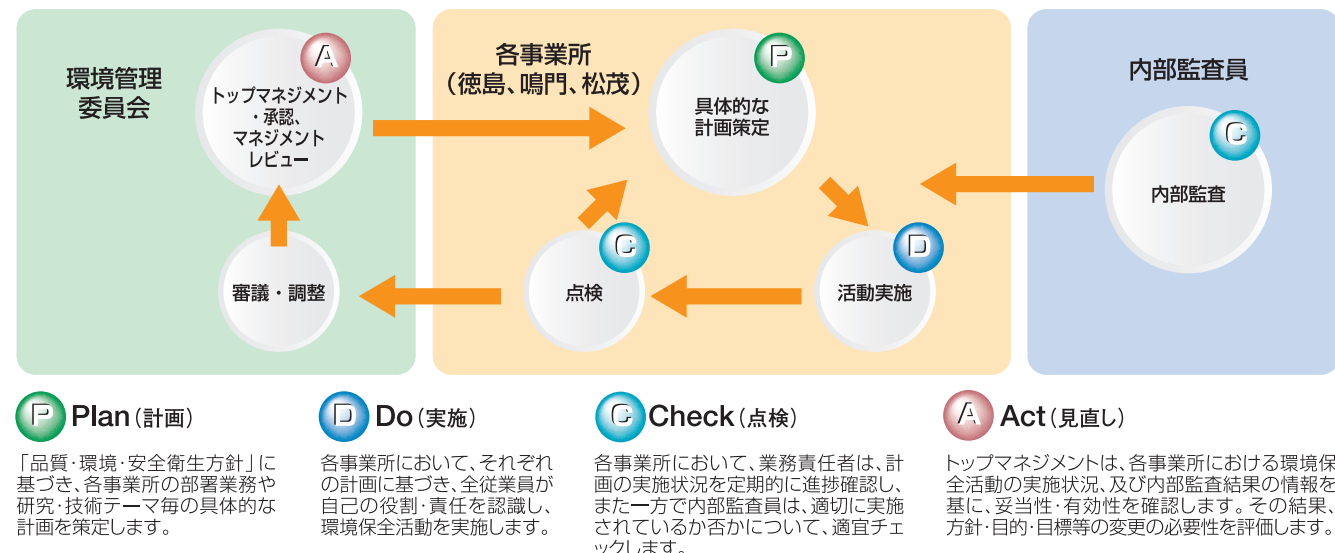 環境管理
委員会
A
トップマネジメント
・承認、
マネジメント
レビュー
審議・調整
各事業所
（徳島、鳴門、松茂）
P
具体的な
計画策定
C
点検
D
活動実施
内部監査員
C
内部監査
P Plan（計画）
「品質・環境・安全衛生方針」に
基づき、各事業所の部署業務や
研究・技術テーマ毎の具体的な
計画を策定します。
D Do（実施）
各事業所において、それぞれ
の計画に基づき、全従業員が
自己の役割・責任を認識し、
環境保全活動を実施します。
C Check（点検）
各事業所において、業務責任者は、計
画の実施状況を定期的に進捗確認し、
また一方で内部監査員は、適切に実施
されているか否かについて、適宜チェ
ックします。
A Act（見直し）
トップマネジメントは、各事業所における環境保
全活動の実施状況、及び内部監査結果の情報を
基に、妥当性・有効性を確認します。その結果、
方針・目的・目標等の変更の必要性を評価します。